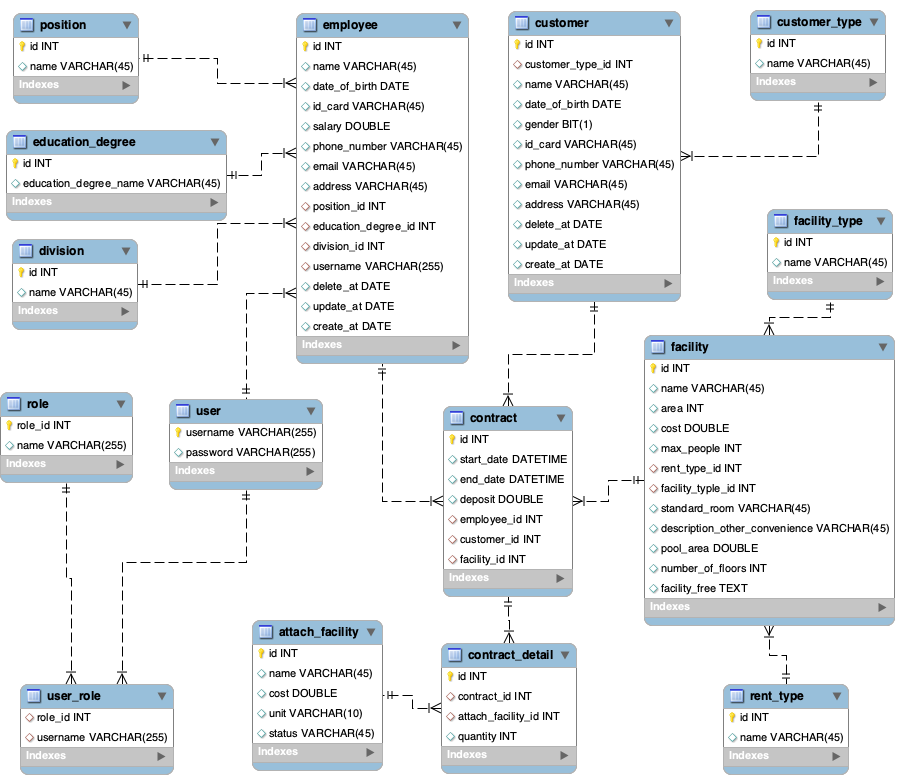 position
id INT
name VARCHAR(45)
Indexes
employee
id INT
name VARCHAR(45)
date_of_birth DATE
id_card VARCHAR(45)
salary DOUBLE
phone_number VARCHAR(45)
email VARCHAR(45)
address VARCHAR(45)
position_id INT
education_degree_id INT
division_id INT
username VARCHAR(255)
delete_at DATE
update_at DATE
create_at DATE
Indexes
customer
id INT
customer_type_id INT
name VARCHAR(45)
date_of_birth DATE
gender BIT(1)
id_card VARCHAR(45)
phone_number VARCHAR(45)
email VARCHAR(45)
address VARCHAR(45)
delete_at DATE
update_at DATE
create_at DATE
Indexes
customer_type
id INT
name VARCHAR(45)
Indexes
education_degree
id INT
education_degree_name VARCHAR(45)
Indexes
division
id INT
name VARCHAR(45)
Indexes
facility_type
id INT
name VARCHAR(45)
Indexes
facility
id INT
name VARCHAR(45)
area INT
cost DOUBLE
max_people INT
rent_type_id INT
facility_typle_id INT
standard_room VARCHAR(45)
description_other_convenience VARCHAR(45)
pool_area DOUBLE
number_of_floors INT
facility_free TEXT
Indexes
role
role_id INT
name VARCHAR(255)
Indexes
user
username VARCHAR(255)
password VARCHAR(255)
Indexes
contract
id INT
start_date DATETIME
end_date DATETIME
deposit DOUBLE
employee_id INT
customer_id INT
facility_id INT
Indexes
attach_facility
id INT
name VARCHAR(45)
cost DOUBLE
unit VARCHAR(10)
status VARCHAR(45)
Indexes
contract_detail
id INT
contract_id INT
attach_facility_id INT
quantity INT
Indexes
user_role
role_id INT
username VARCHAR(255)
Indexes
rent_type
id INT
name VARCHAR(45)
Indexes